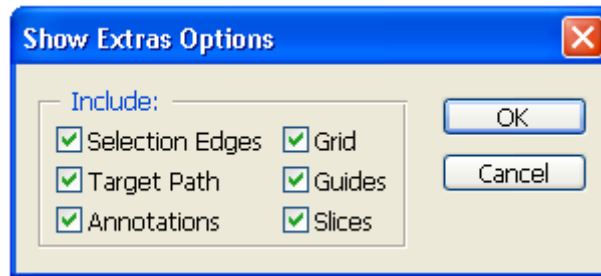 Show Extras Options
Include:
Selection Edges Grid
Target Path Guides
Annotations Slices
OK
Cancel